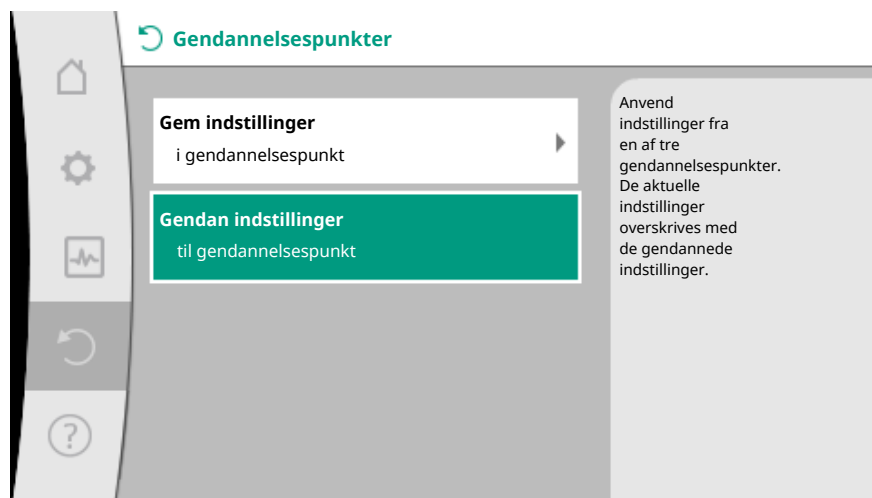 Gendannelsespunkter
Gem indstillinger
i gendannelsespunkt
Gendan indstillinger
til gendannelsespunkt
Anvend
indstillinger fra
en af tre
gendannelsespunkter.
De aktuelle
indstillinger
overskrives med
de gendannede
indstillinger.
?